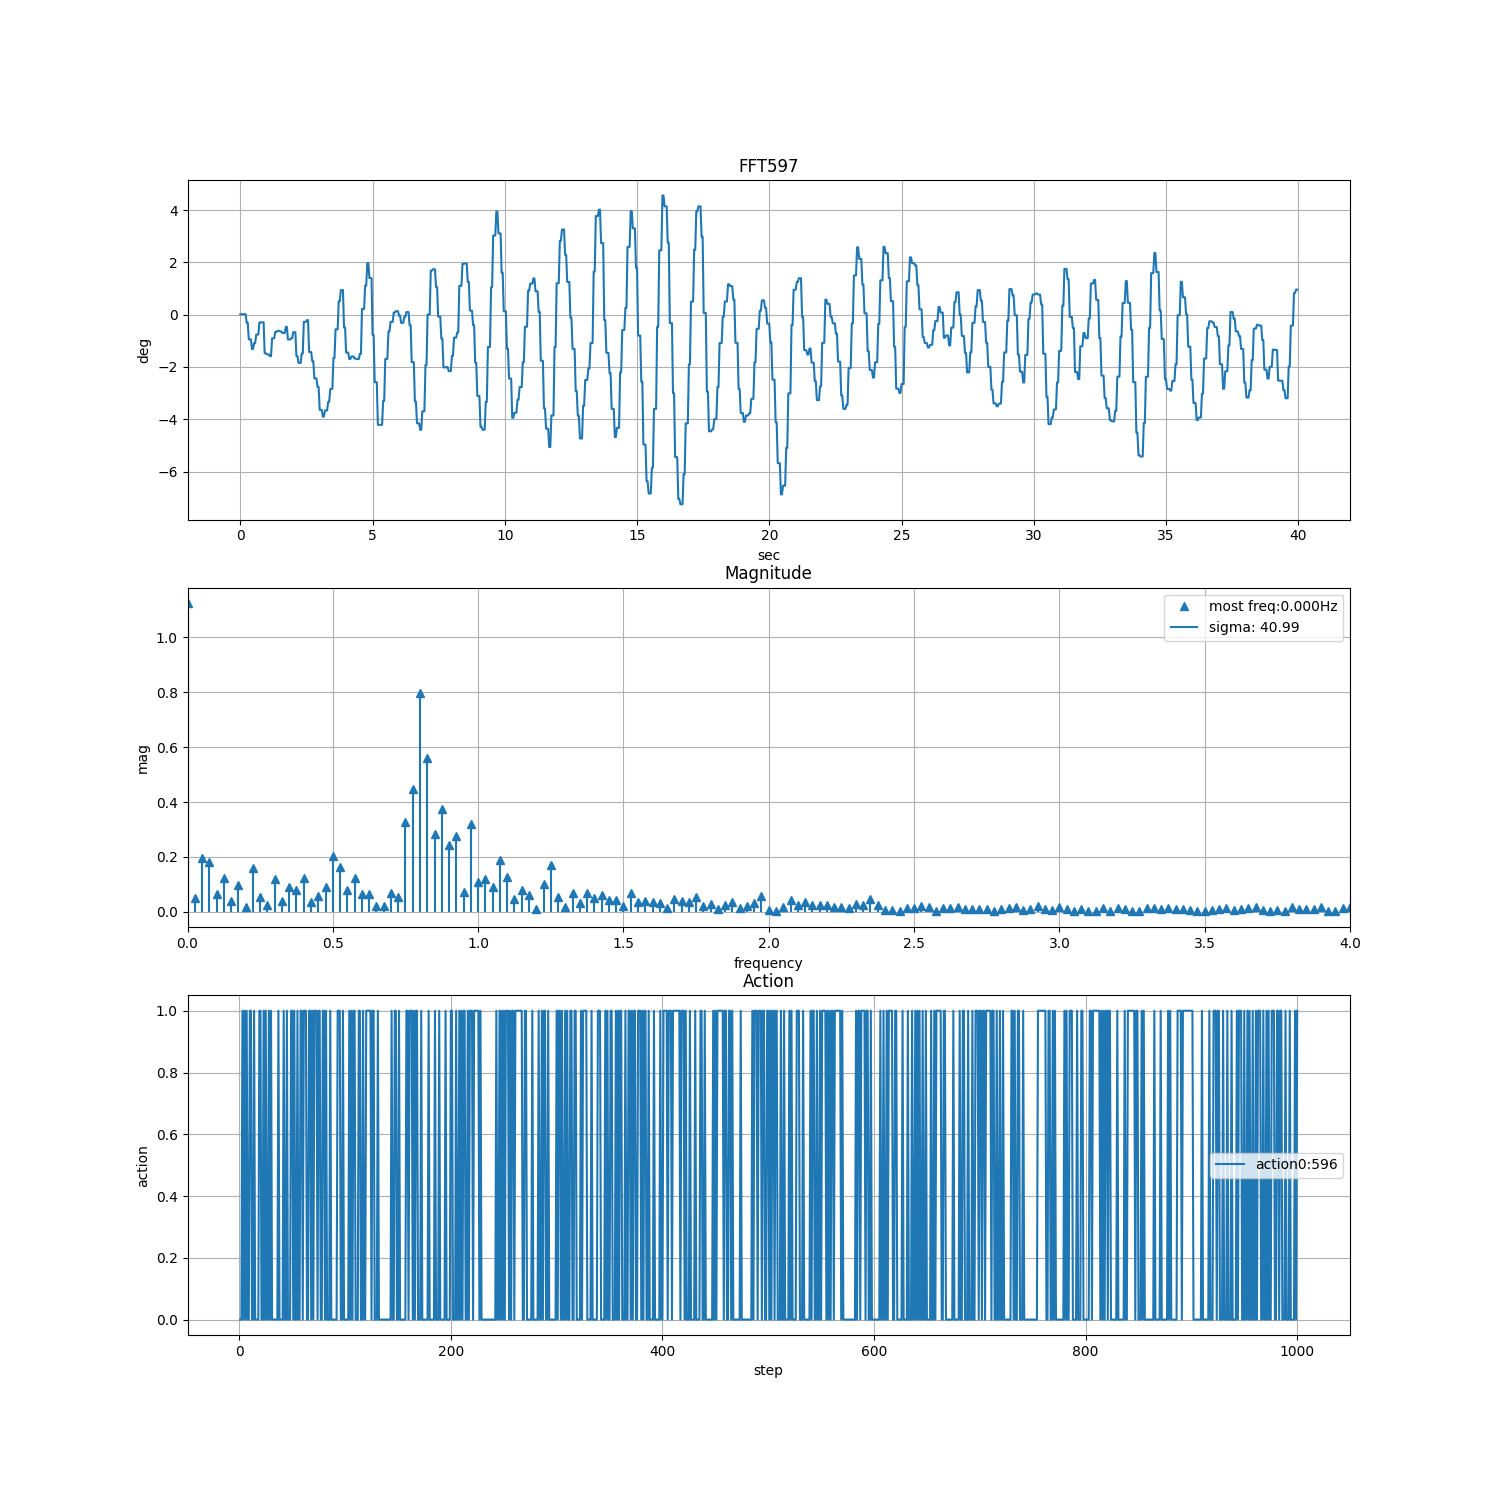 FFT597
4
2
0
−2
−4
−6
deg
0 5 10 15 20 25 30 35 40
sec
Magnitude
1.0
0.8
0.6
0.4
0.2
0.0
mag
most freq:0.000Hz
sigma: 40.99
0.0 0.5 1.0 1.5 2.0 2.5 3.0 3.5 4.0
frequency
Action
1.0
0.8
0.6
0.4
0.2
0.0
action
action0:596
0 200 400 600 800 1000
step